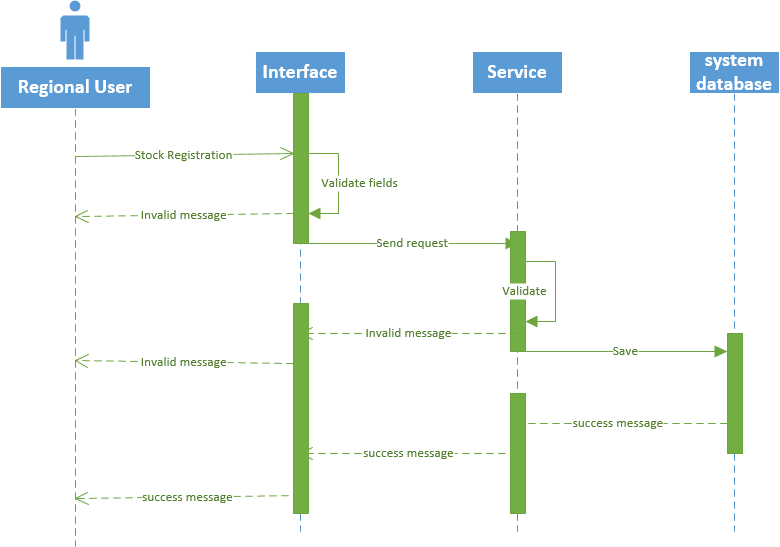 Regional User
Interface
Service
system
database
Stock Registration
Validate fields
Invalid message
Send request
Validate
Invalid message
Invalid message
Save
success message
success message
success message